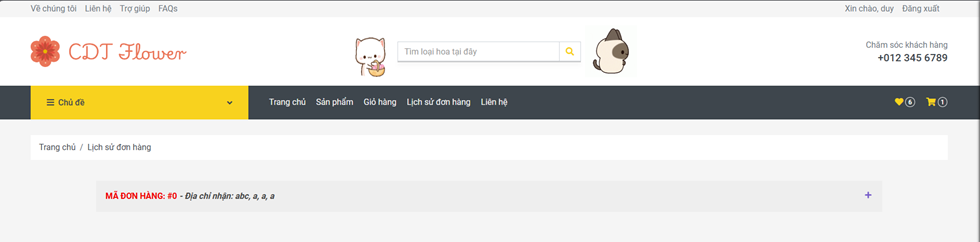 Về chúng tôi Liên hệ Trợ giúp FAQs Xin chào, duy Đăng xuất
CDT Flower
Tìm loại hoa tại đây
Chăm sóc khách hàng
+012 345 6789
Chủ đề
Trang chủ Sản phẩm Giỏ hàng Lịch sử đơn hàng Liên hệ 6 1
Trang chủ / Lịch sử đơn hàng
MÃ ĐƠN HÀNG: #0 - Địa chỉ nhận: abc, a, a, a +